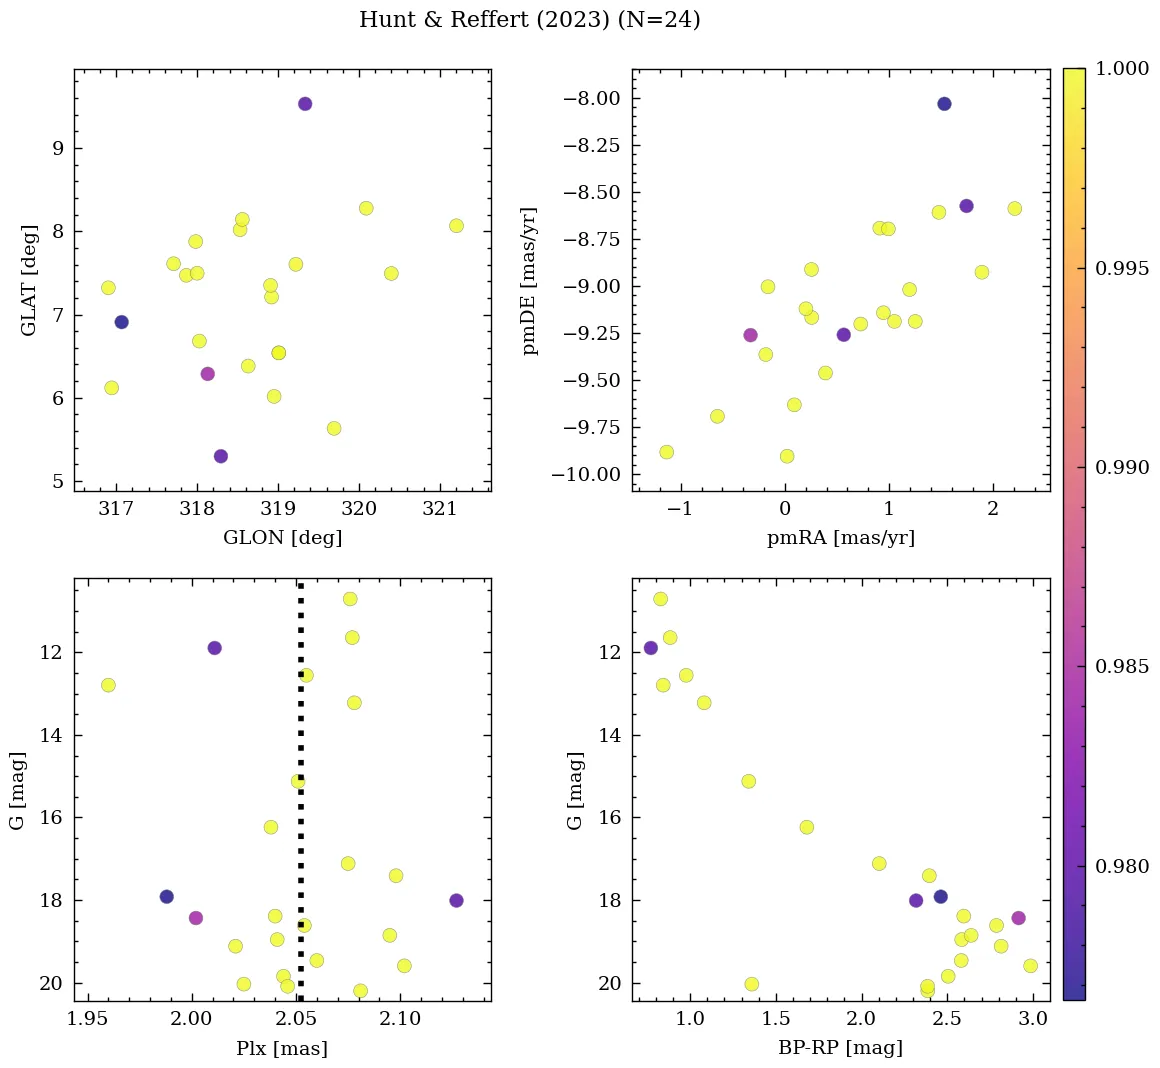 Hunt & Reffert (2023) (N=24)
9
8
7
6
5
317 318 319 320 321
GLON [deg]
GLAT [deg]
−8.00
−8.25
−8.50
−8.75
−9.00
−9.25
−9.50
−9.75
−10.00
−1 0 1 2
pmRA [mas/yr]
pmDE [mas/yr]
1.000
0.995
0.990
0.985
0.980
12
14
16
18
20
1.95 2.00 2.05 2.10
Plx [mas]
G [mag]
12
14
16
18
20
1.0 1.5 2.0 2.5 3.0
BP-RP [mag]
G [mag]